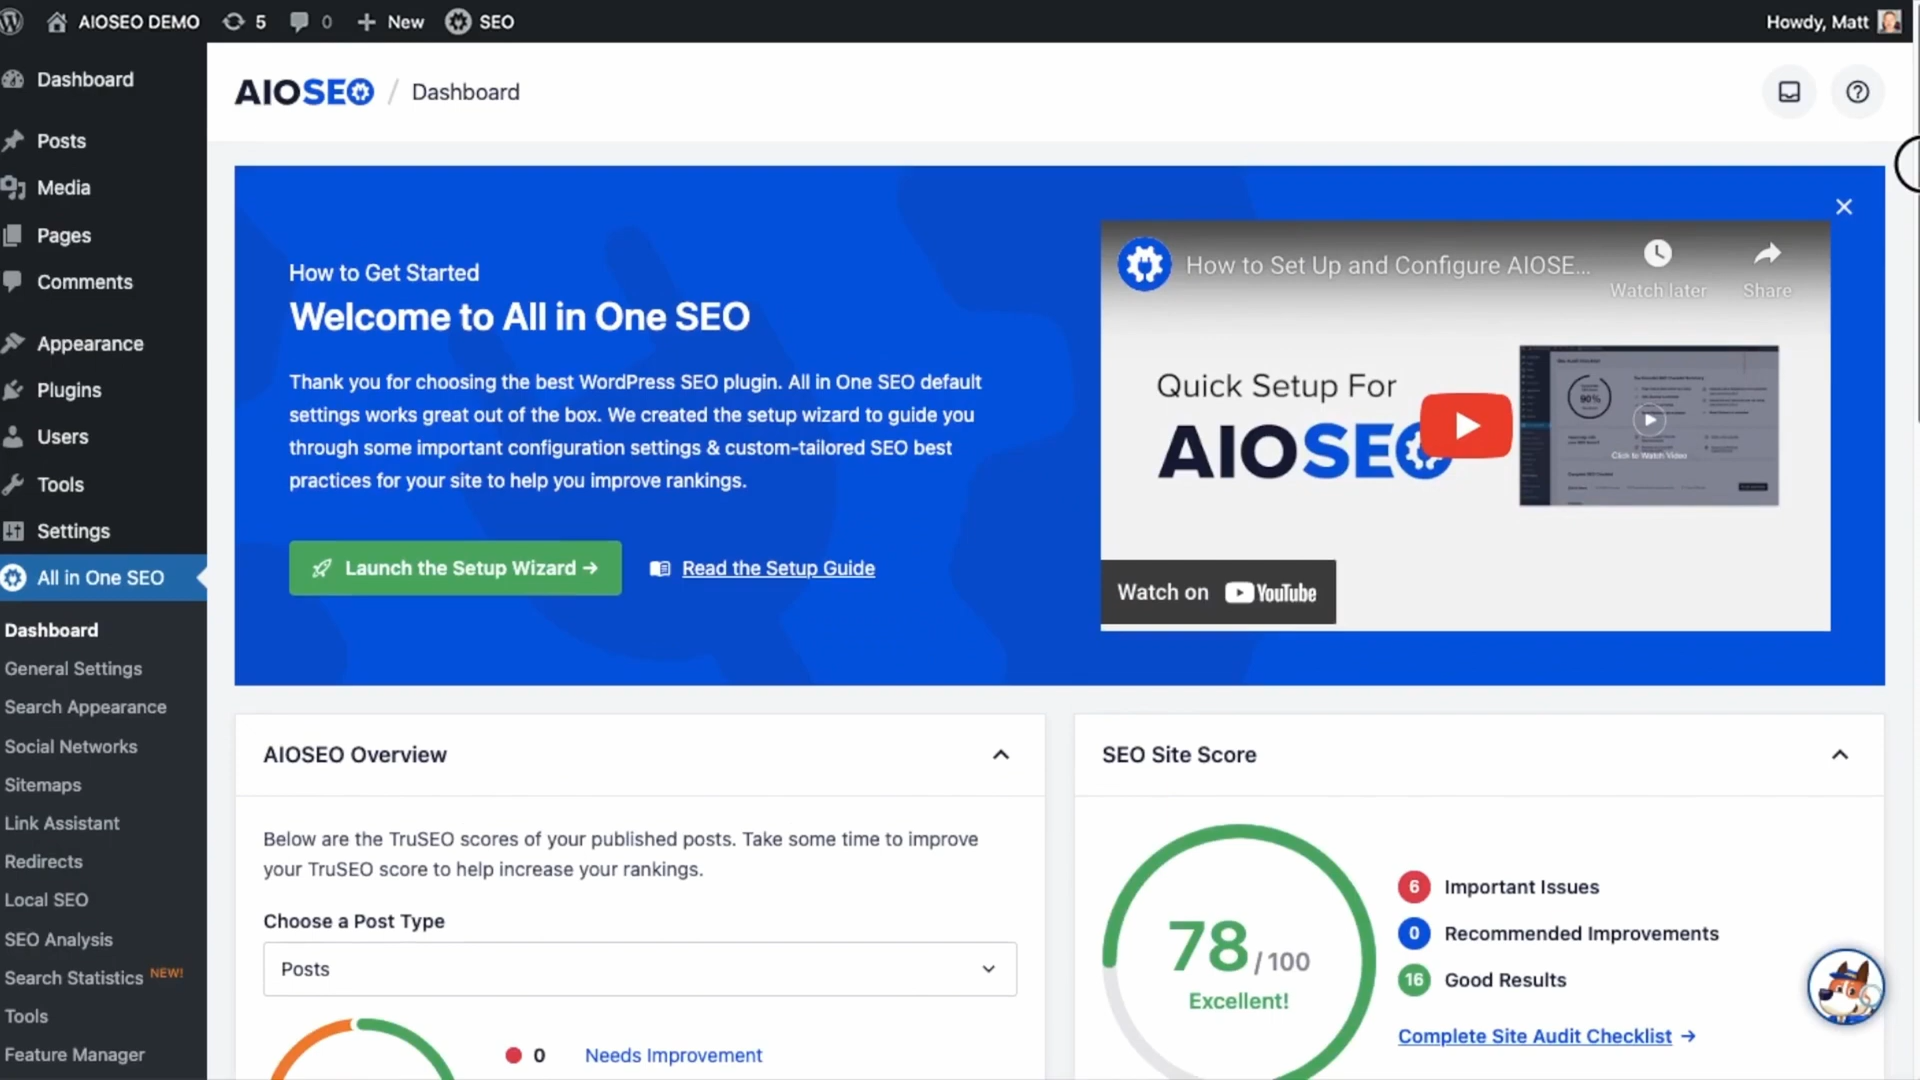 AIOSEO DEMO 5 0 New SEO Howdy, Matt
Dashboard
Posts
Media
Pages
Comments
Appearance
Plugins
Users
Tools
Settings
All in One SEO
Dashboard
General Settings
Search Appearance
Social Networks
Sitemaps
Link Assistant
Redirects
Local SEO
SEO Analysis
Search Statistics NEW!
Tools
Feature Manager
AIOSEO / Dashboard
How to Get Started
Welcome to All in One SEO
Thank you for choosing the best WordPress SEO plugin. All in One SEO default
settings works great out of the box. We created the setup wizard to guide you
through some important configuration settings & custom-tailored SEO best
practices for your site to help you improve rankings.
Launch the Setup Wizard →
Read the Setup Guide
How to Set Up and Configure AIOSE...
Watch later
Share
Quick Setup For
AIOSEO
90%
Click to Watch Video
Watch on YouTube
AIOSEO Overview
Below are the TruSEO scores of your published posts. Take some time to improve
your TruSEO score to help increase your rankings.
Choose a Post Type
Posts
0 Needs Improvement
SEO Site Score
78 / 100
Excellent!
6 Important Issues
0 Recommended Improvements
16 Good Results
Complete Site Audit Checklist →